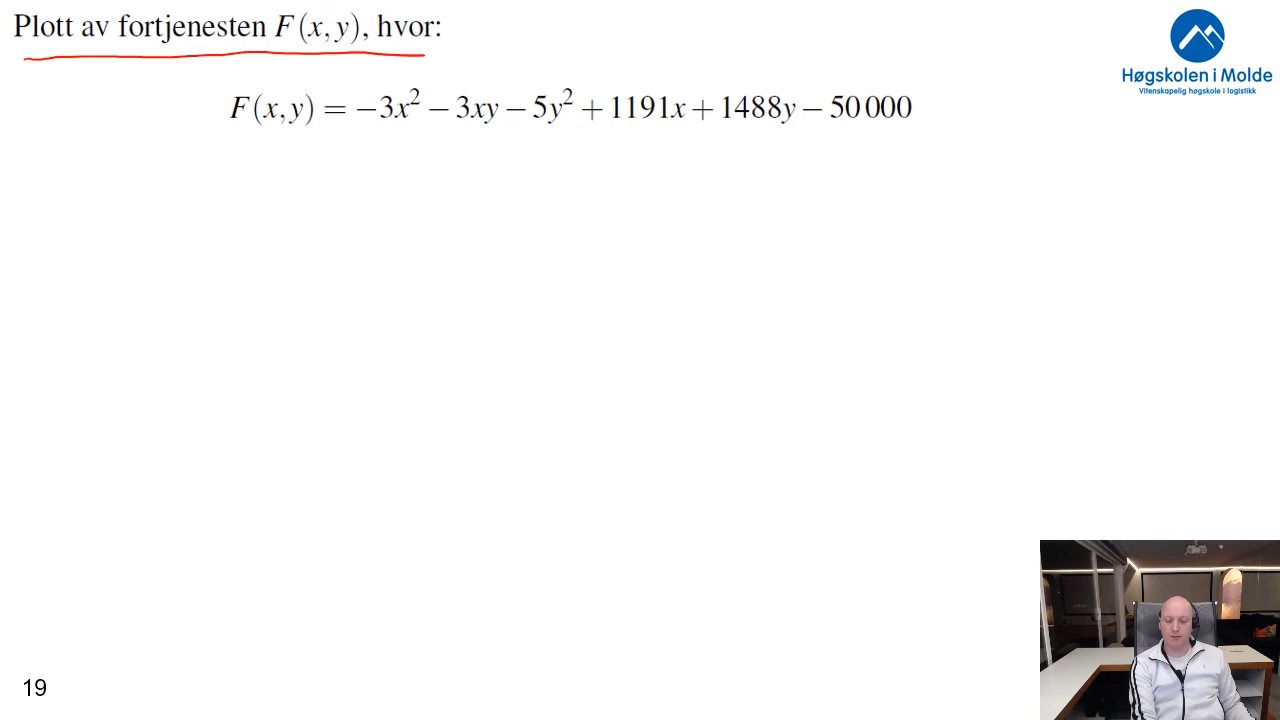 Plott av fortjenesten F(x, y), hvor:
Høgskolen i Molde
Vitenskapelig høgskole i logistikk
F(x, y) = −3x² − 3xy − 5y² + 1191x + 1488y − 50 000
19